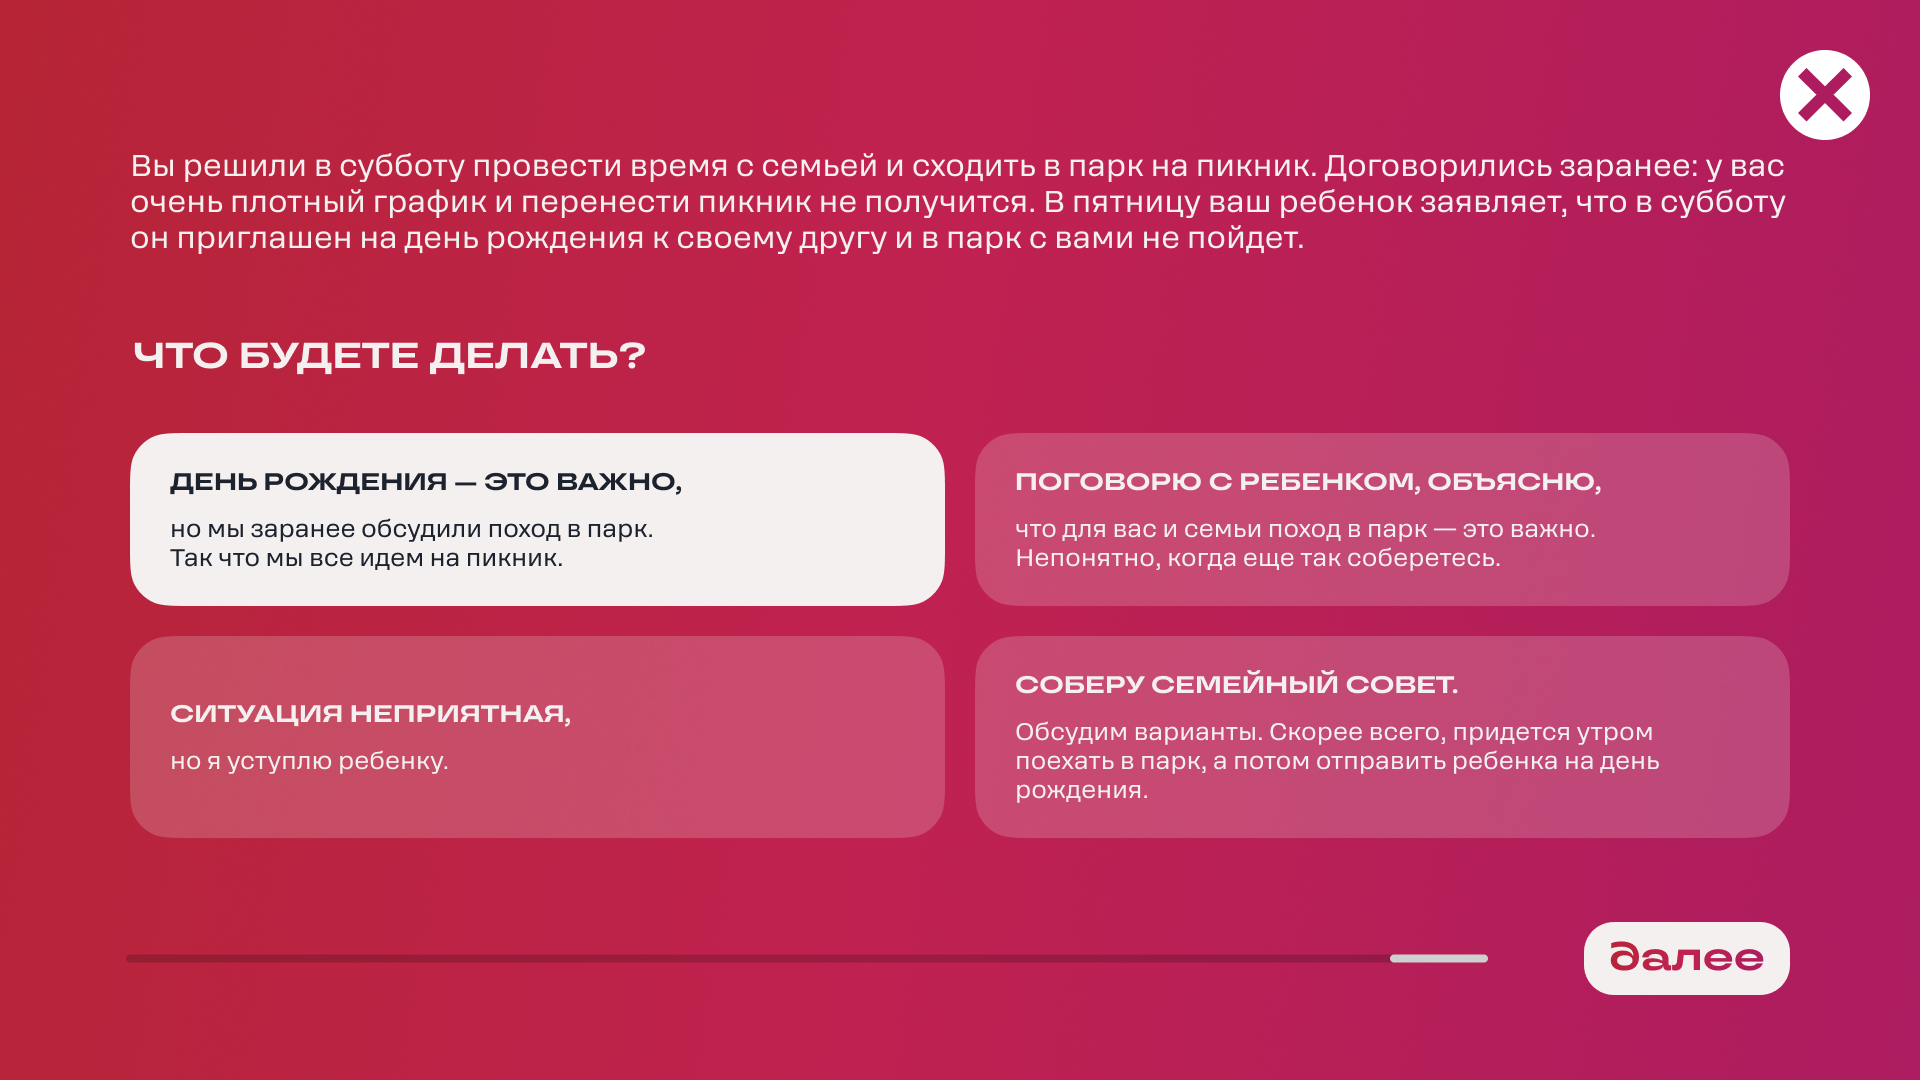 Вы решили в субботу провести время с семьей и сходить в парк на пикник. Договорились заранее: у вас
очень плотный график и перенести пикник не получится. В пятницу ваш ребенок заявляет, что в субботу
он приглашен на день рождения к своему другу и в парк с вами не пойдет.
ЧТО БУДЕТЕ ДЕЛАТЬ?
ДЕНЬ РОЖДЕНИЯ — ЭТО ВАЖНО,
но мы заранее обсудили поход в парк.
Так что мы все идем на пикник.
ПОГОВОРЮ С РЕБЕНКОМ, ОБЪЯСНЮ,
что для вас и семьи поход в парк — это важно.
Непонятно, когда еще так соберетесь.
СИТУАЦИЯ НЕПРИЯТНАЯ,
но я уступлю ребенку.
СОБЕРУ СЕМЕЙНЫЙ СОВЕТ.
Обсудим варианты. Скорее всего, придется утром
поехать в парк, а потом отправить ребенка на день
рождения.
далее